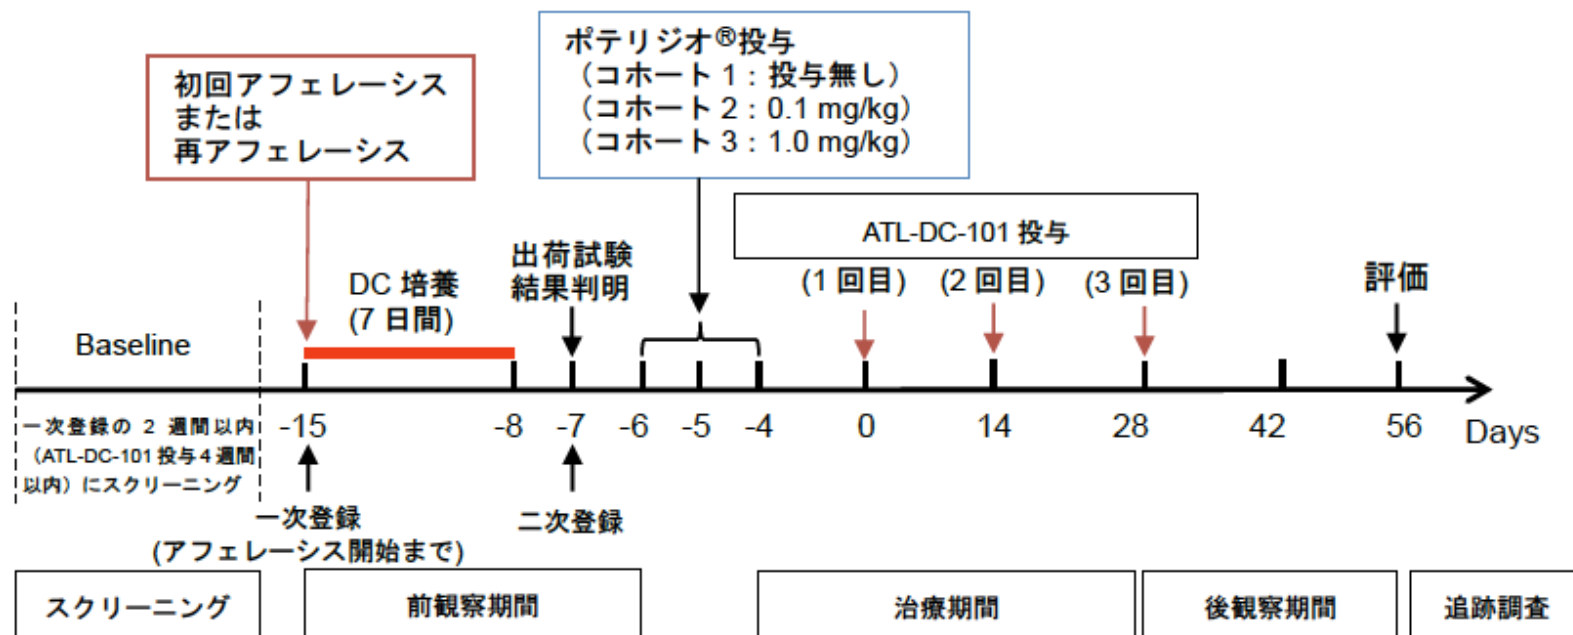 ポテリジオ®投与
（コホート 1：投与無し）
（コホート 2：0.1 mg/kg）
（コホート 3：1.0 mg/kg）
初回アフェレーシス
または
再アフェレーシス
ATL-DC-101 投与
(1 回目) (2 回目) (3 回目)
出荷試験
結果判明
DC 培養
(7 日間)
評価
Baseline
-15 -8 -7 -6 -5 -4 0 14 28 42 56 Days
一次登録の 2 週間以内
（ATL-DC-101 投与 4 週間
以内）にスクリーニング
一次登録
(アフェレーシス開始まで)
二次登録
スクリーニング
前観察期間
治療期間
後観察期間
追跡調査